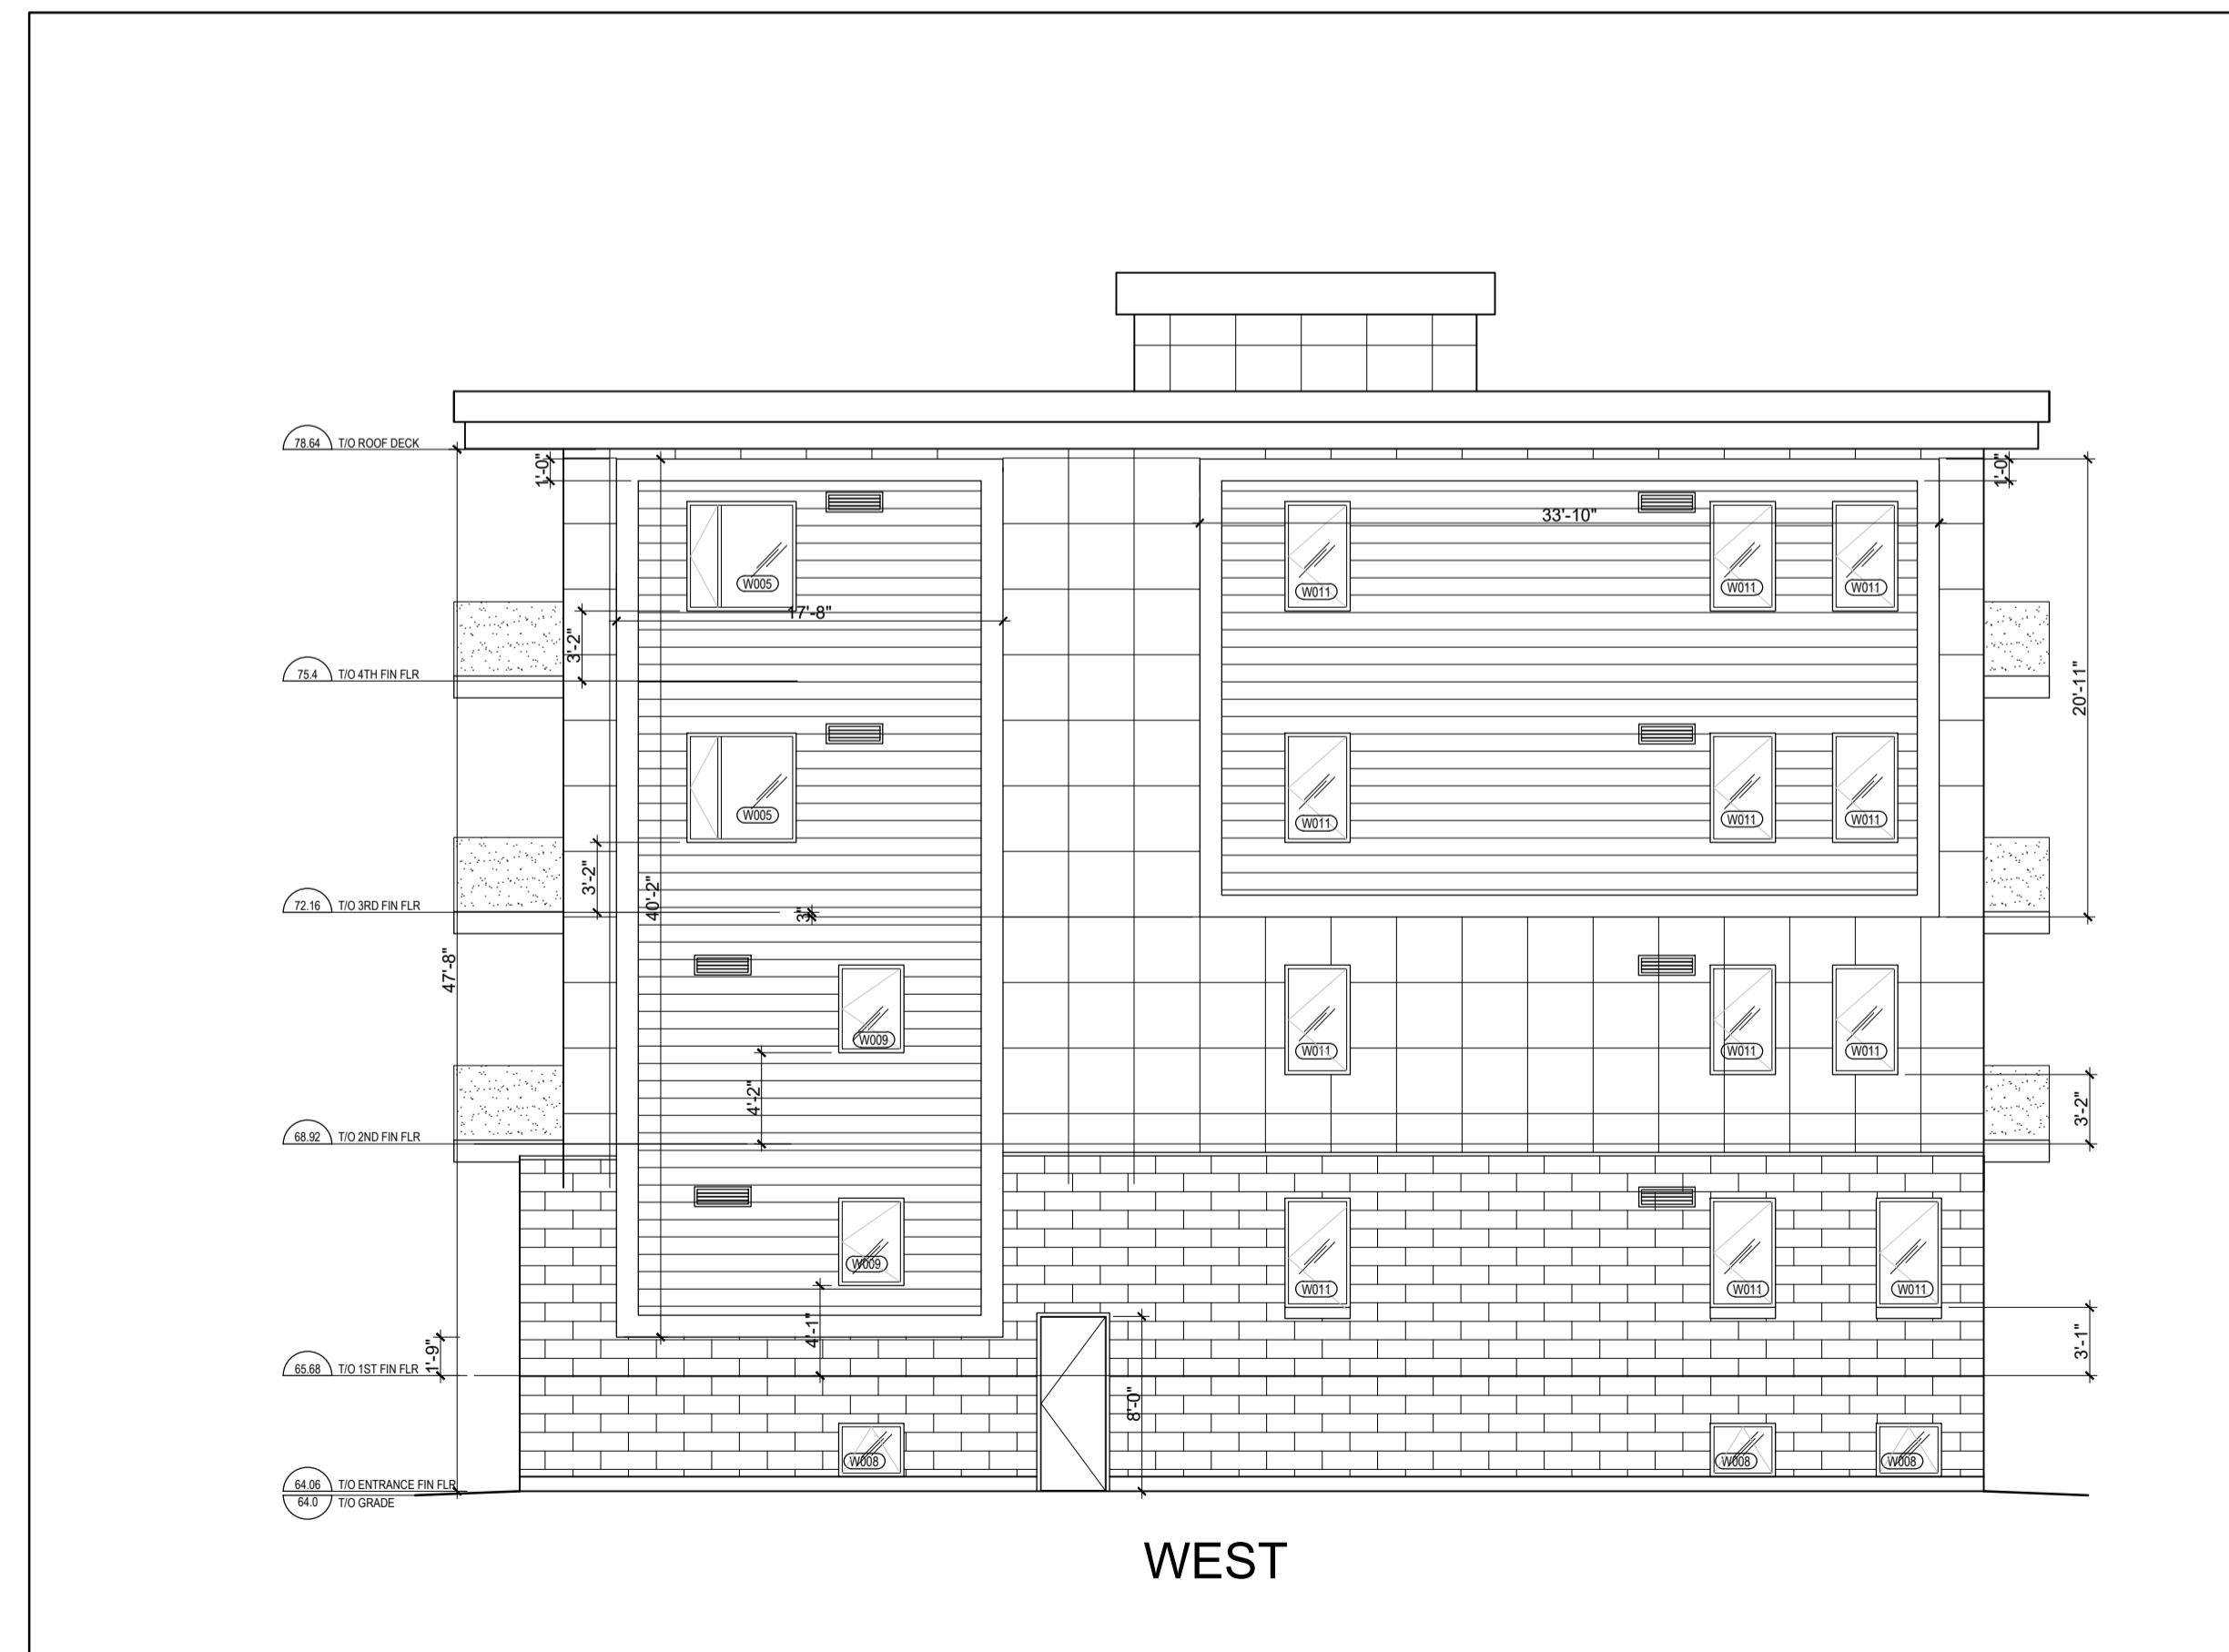 78.64 T/O ROOF DECK
1'-0"
1'-0"
33'-10"
W005
W011
W011
W011
17'-8"
3'-2"
75.4 T/O 4TH FIN FLR
20'-11"
W005
W011
W011
W011
3'-2"
40'-2"
72.16 T/O 3RD FIN FLR
3"
47'-8"
W009
W011
W011
W011
4'-2"
3'-2"
68.92 T/O 2ND FIN FLR
W009
W011
W011
W011
4'-1"
3'-1"
1'-9"
65.68 T/O 1ST FIN FLR
8'-0"
W008
W008
W008
64.06 T/O ENTRANCE FIN FLR
64.0 T/O GRADE
WEST